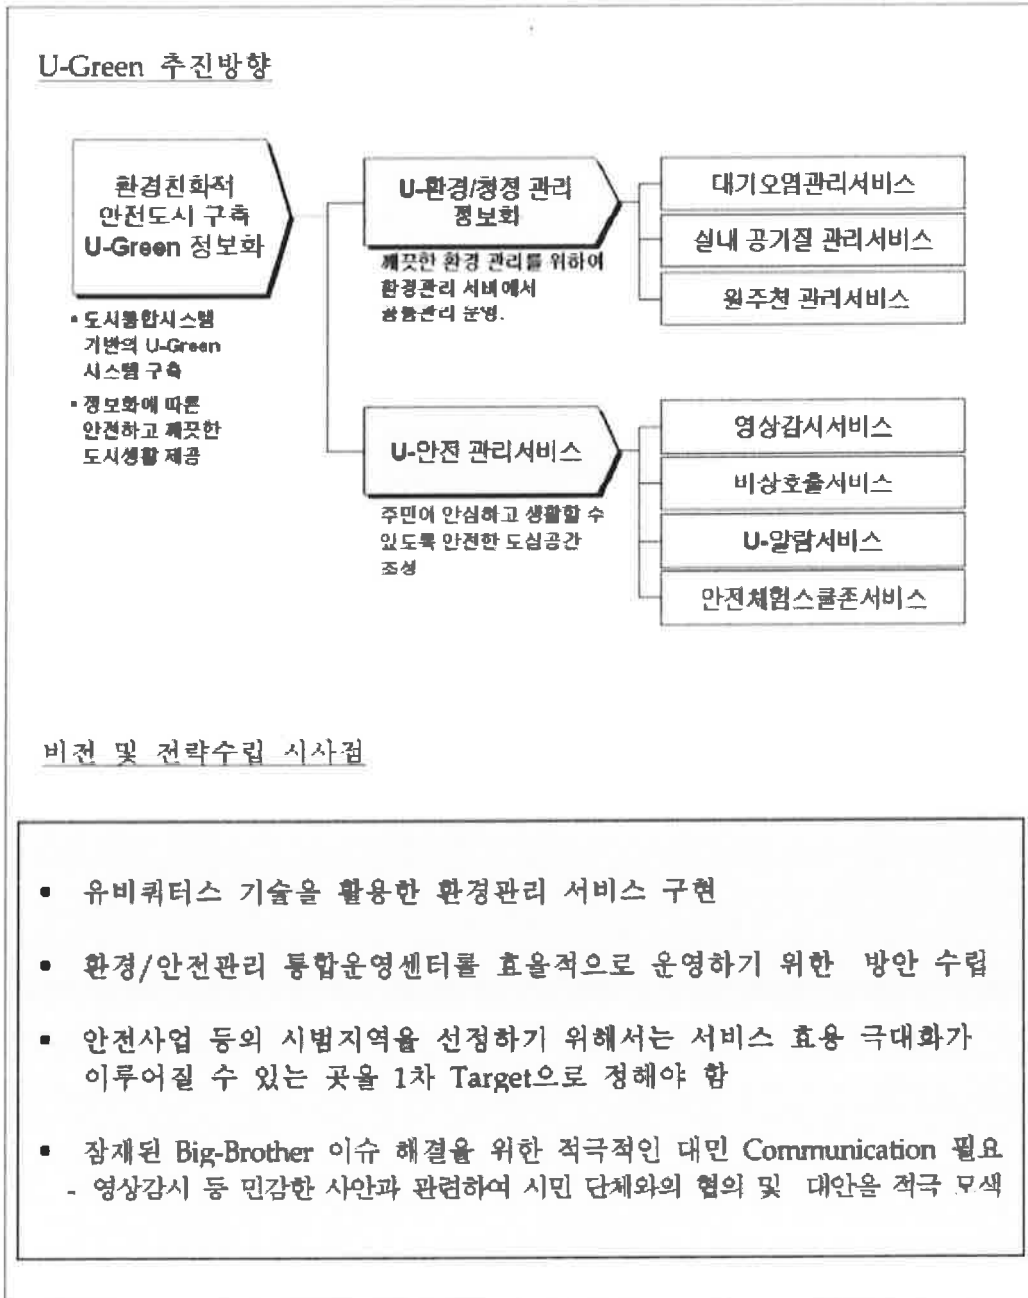 U-Green 추진방향
환경친화적
안전도시 구축
U-Green 정보화
▪ 도시통합시스템
기반의 U-Green
시스템 구축
▪ 정보화에 따른
안전하고 깨끗한
도시생활 제공
U-환경/청정 관리
정보화
깨끗한 환경 관리를 위하여
환경관리 서버에서
공동관리 운영.
대기오염관리서비스
실내 공기질 관리서비스
원주천 관리서비스
U-안전 관리서비스
주민이 안심하고 생활할 수
있도록 안전한 도심공간
조성
영상감시서비스
비상호출서비스
U-알람서비스
안전체험스쿨존서비스
비전 및 전략수립 시사점
▪ 유비쿼터스 기술을 활용한 환경관리 서비스 구현
▪ 환경/안전관리 통합운영센터를 효율적으로 운영하기 위한 방안 수립
▪ 안전사업 등의 시범지역을 선정하기 위해서는 서비스 효용 극대화가
이루어질 수 있는 곳을 1차 Target으로 정해야 함
▪ 잠재된 Big-Brother 이슈 해결을 위한 적극적인 대민 Communication 필요
- 영상감시 등 민감한 사안과 관련하여 시민 단체와의 협의 및 대안을 적극 모색